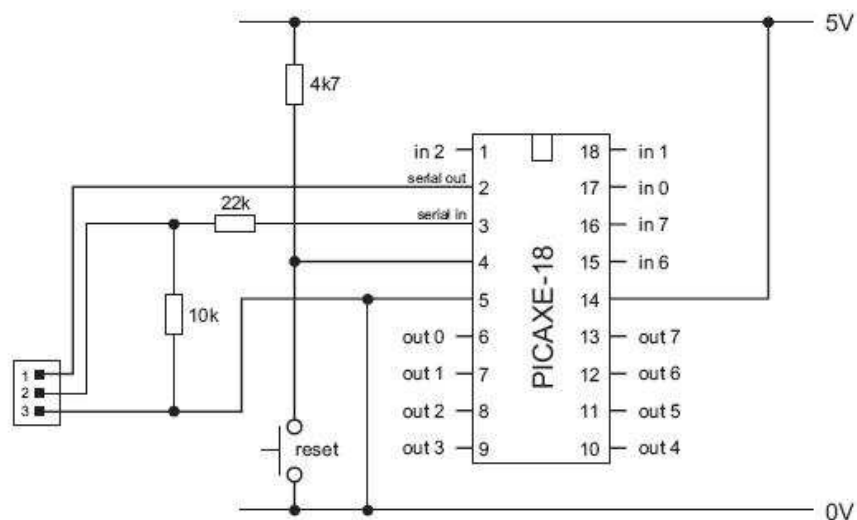 5V
4k7
in 2 1 18 in 1
serial out 2 17 in 0
22k serial in 3 16 in 7
4 15 in 6
10k 5 14
out 0 6 13 out 7
out 1 7 12 out 6
out 2 8 11 out 5
out 3 9 10 out 4
PICAXE-18
1
2
3
reset
0V